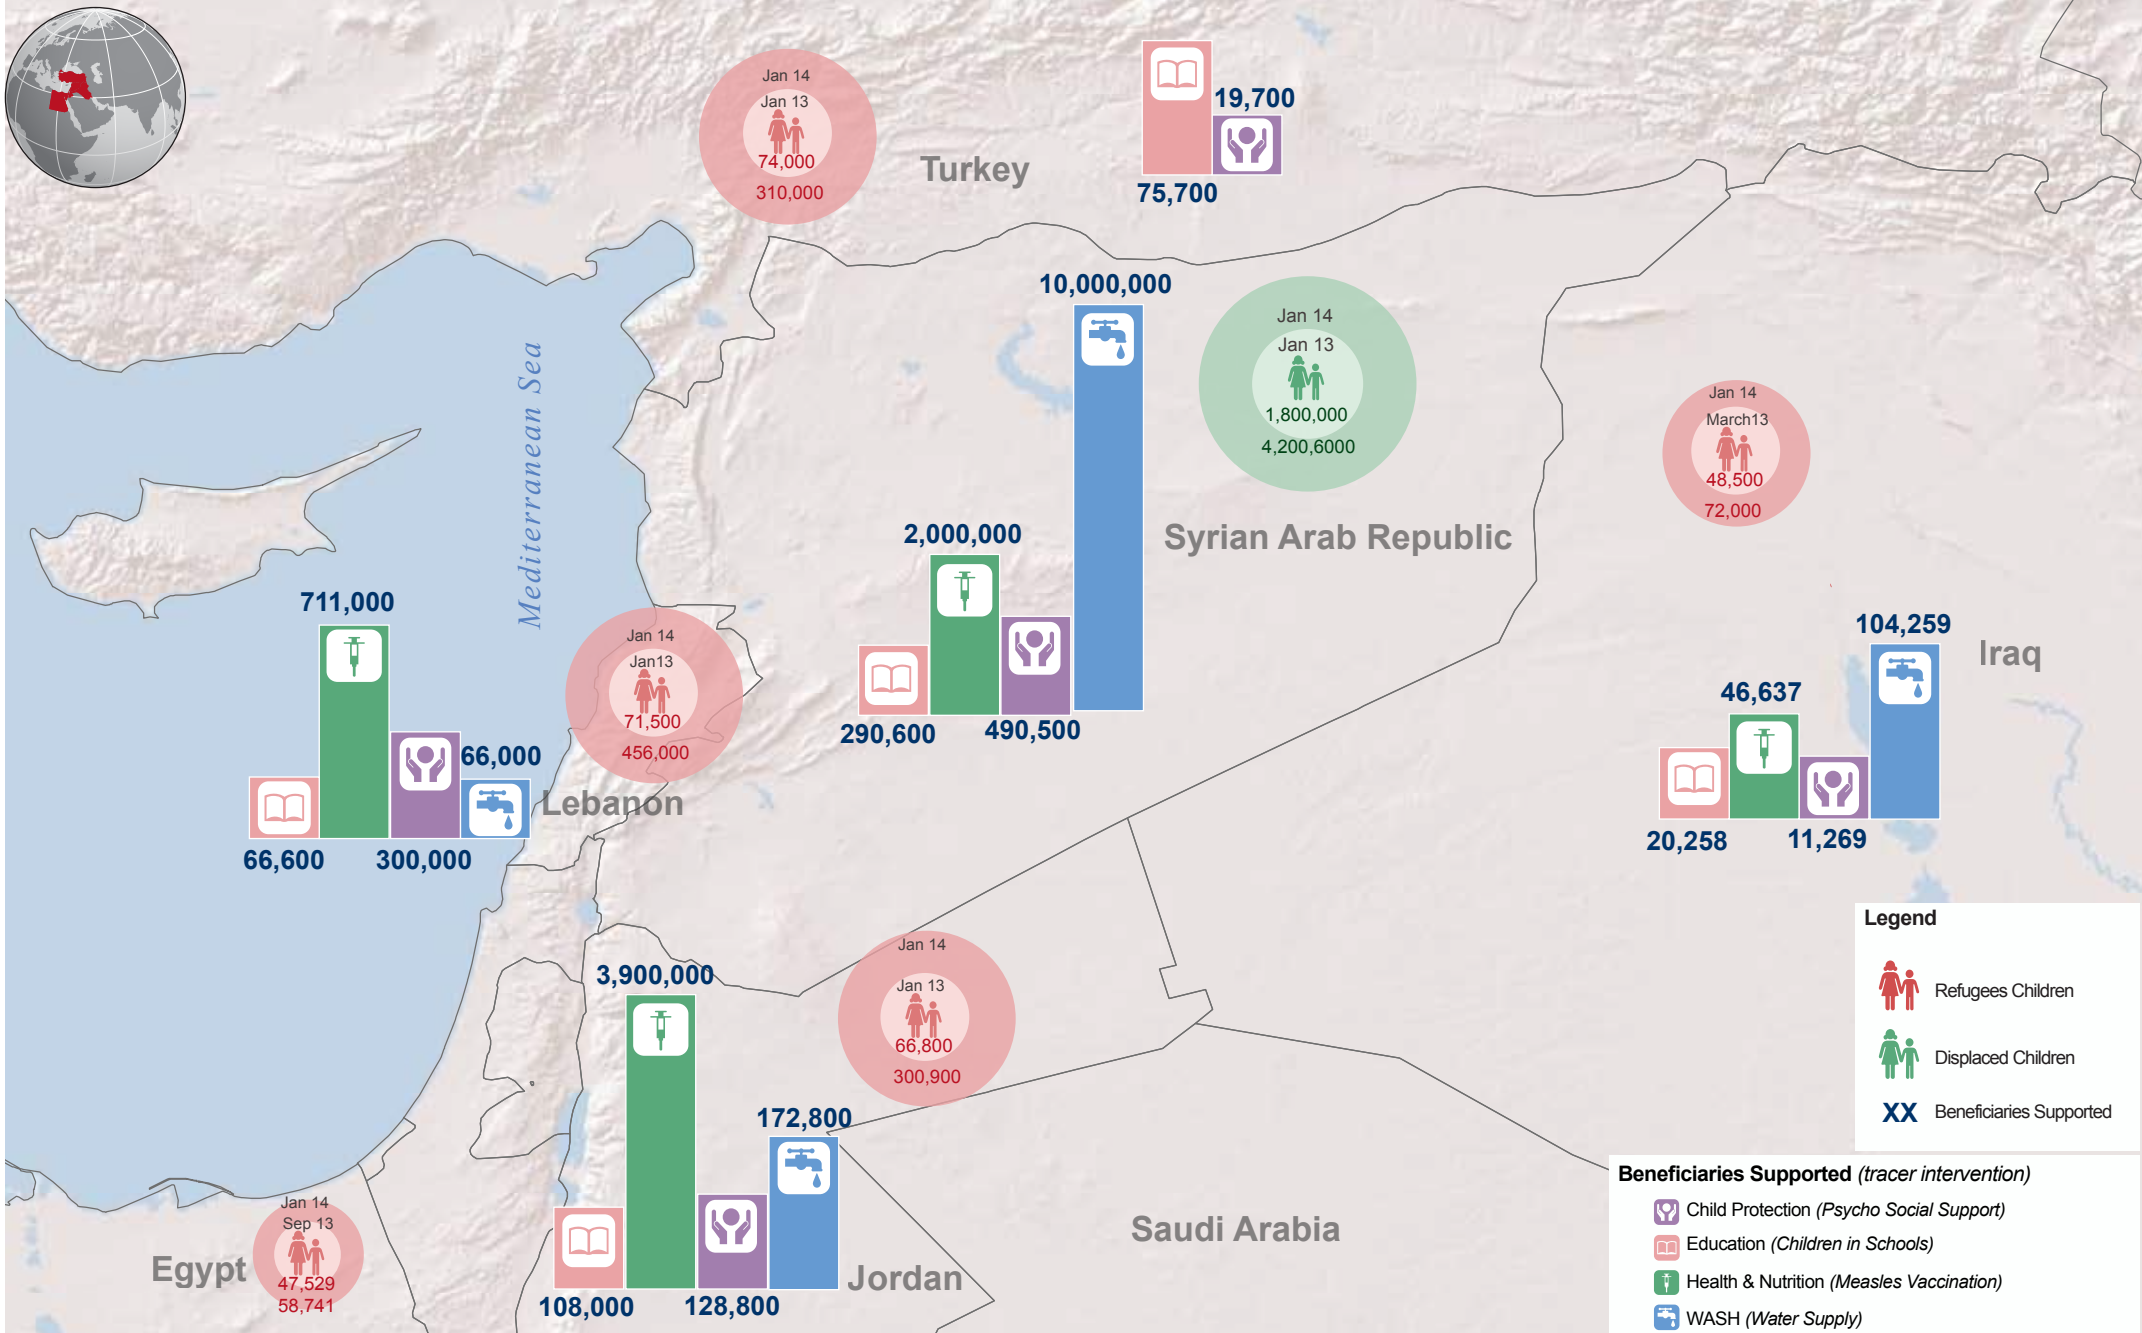 Jan 14
Jan 13
74,000
310,000
Turkey
19,700
75,700
10,000,000
2,000,000
290,600
490,500
Jan 14
Jan 13
1,800,000
4,200,6000
Syrian Arab Republic
Jan 14
March13
48,500
72,000
Mediterranean Sea
711,000
66,000
66,600
300,000
Jan 14
Jan13
71,500
456,000
Lebanon
104,259
46,637
20,258
11,269
Iraq
3,900,000
172,800
108,000
128,800
Jan 14
Jan 13
66,800
300,900
Jordan
Saudi Arabia
Jan 14
Sep 13
47,529
58,741
Egypt
Legend
Refugees Children
Displaced Children
XX Beneficiaries Supported
Beneficiaries Supported (tracer intervention)
Child Protection (Psycho Social Support)
Education (Children in Schools)
Health & Nutrition (Measles Vaccination)
WASH (Water Supply)